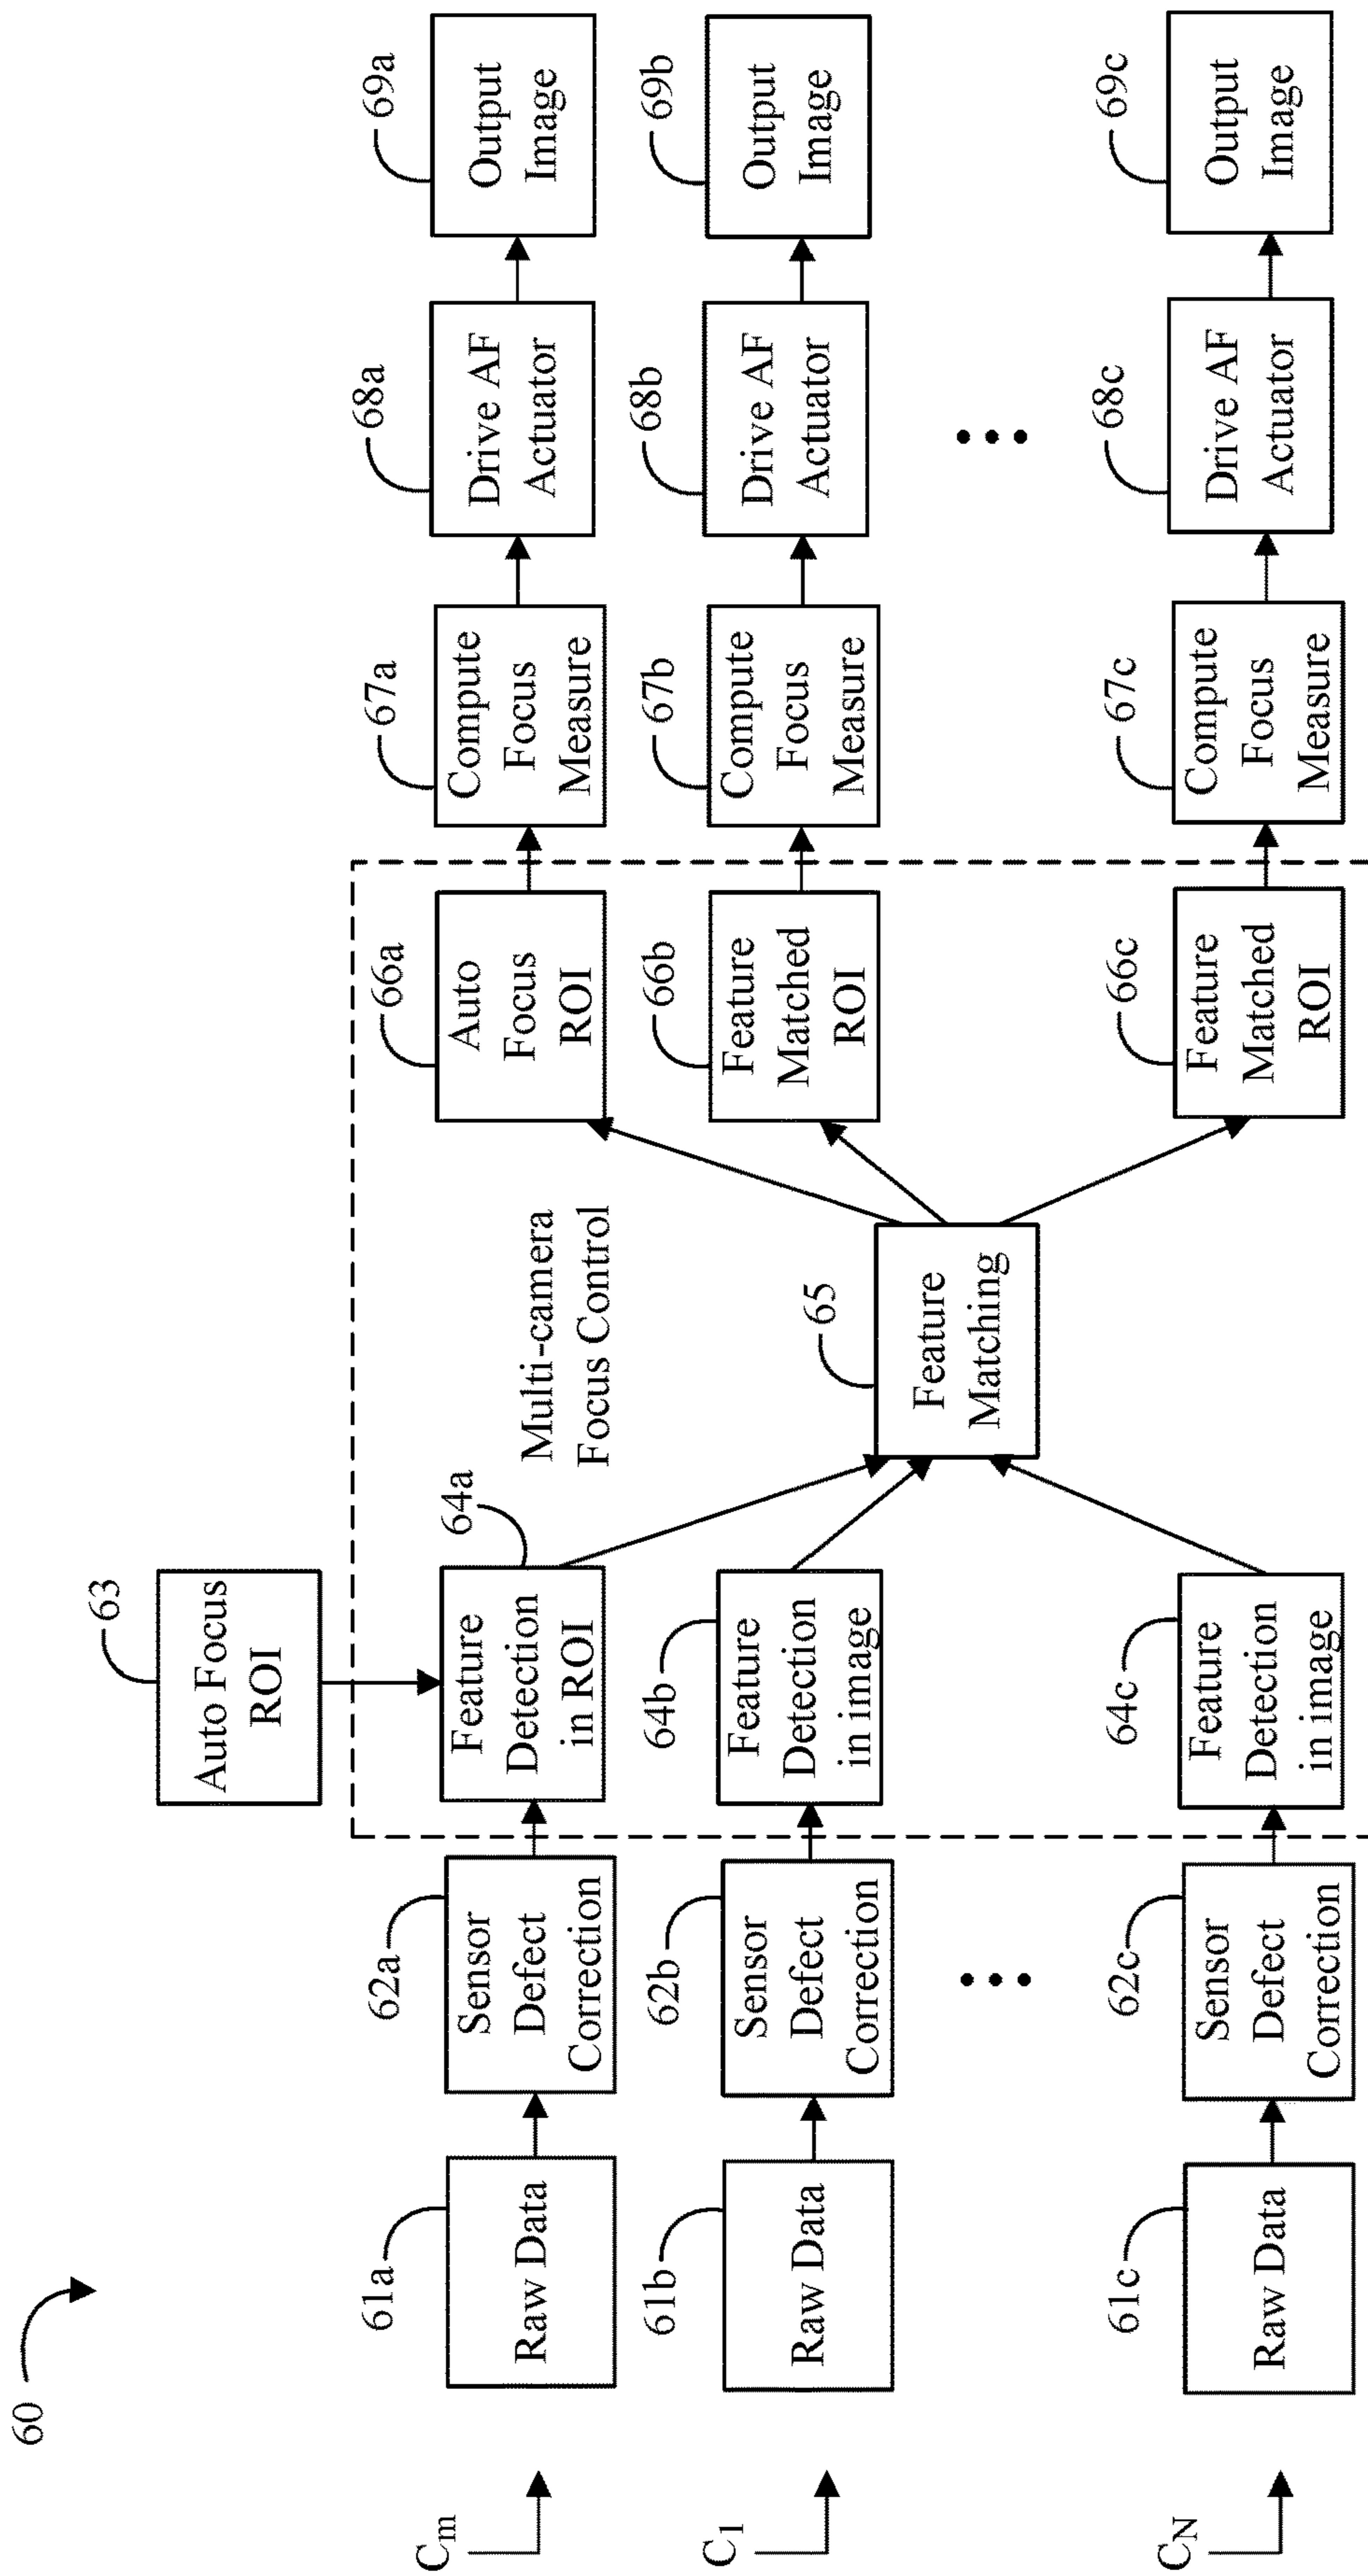 60
C_m
61a
Raw Data
62a
Sensor
Defect
Correction
63
Auto Focus
ROI
64a
Feature
Detection
in ROI
Multi-camera
Focus Control
66a
Auto
Focus
ROI
67a
Compute
Focus
Measure
68a
Drive AF
Actuator
69a
Output
Image
C_1
61b
Raw Data
62b
Sensor
Defect
Correction
64b
Feature
Detection
in image
65
Feature
Matching
66b
Feature
Matched
ROI
67b
Compute
Focus
Measure
68b
Drive AF
Actuator
69b
Output
Image
C_N
61c
Raw Data
62c
Sensor
Defect
Correction
64c
Feature
Detection
in image
66c
Feature
Matched
ROI
67c
Compute
Focus
Measure
68c
Drive AF
Actuator
69c
Output
Image